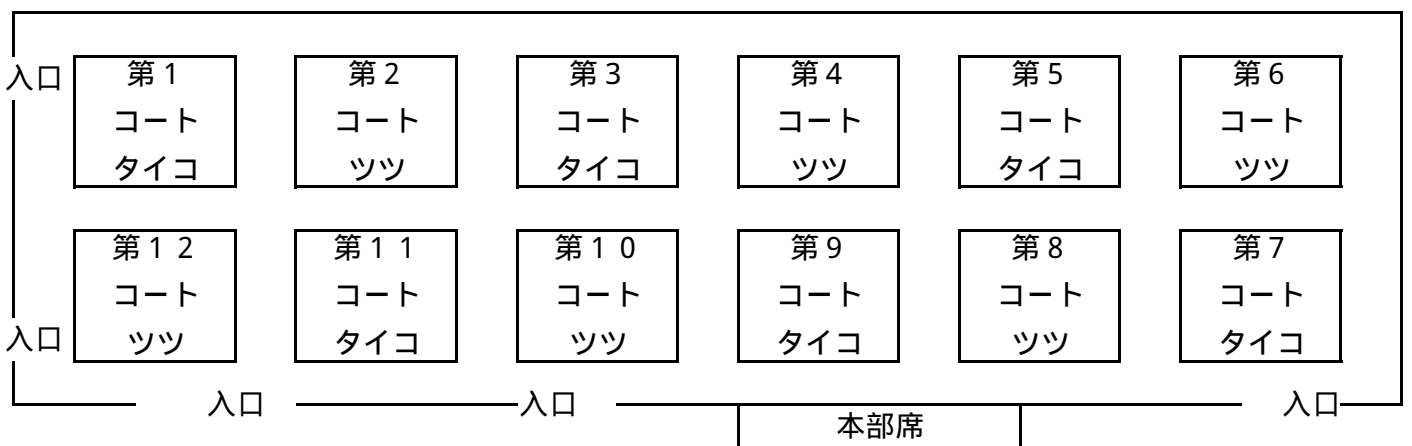 入口
第1
コート
タイコ
第2
コート
ツツ
第3
コート
タイコ
第4
コート
ツツ
第5
コート
タイコ
第6
コート
ツツ
入口
第12
コート
ツツ
第11
コート
タイコ
第10
コート
ツツ
第9
コート
タイコ
第8
コート
ツツ
第7
コート
タイコ
入口
入口
入口
本部席